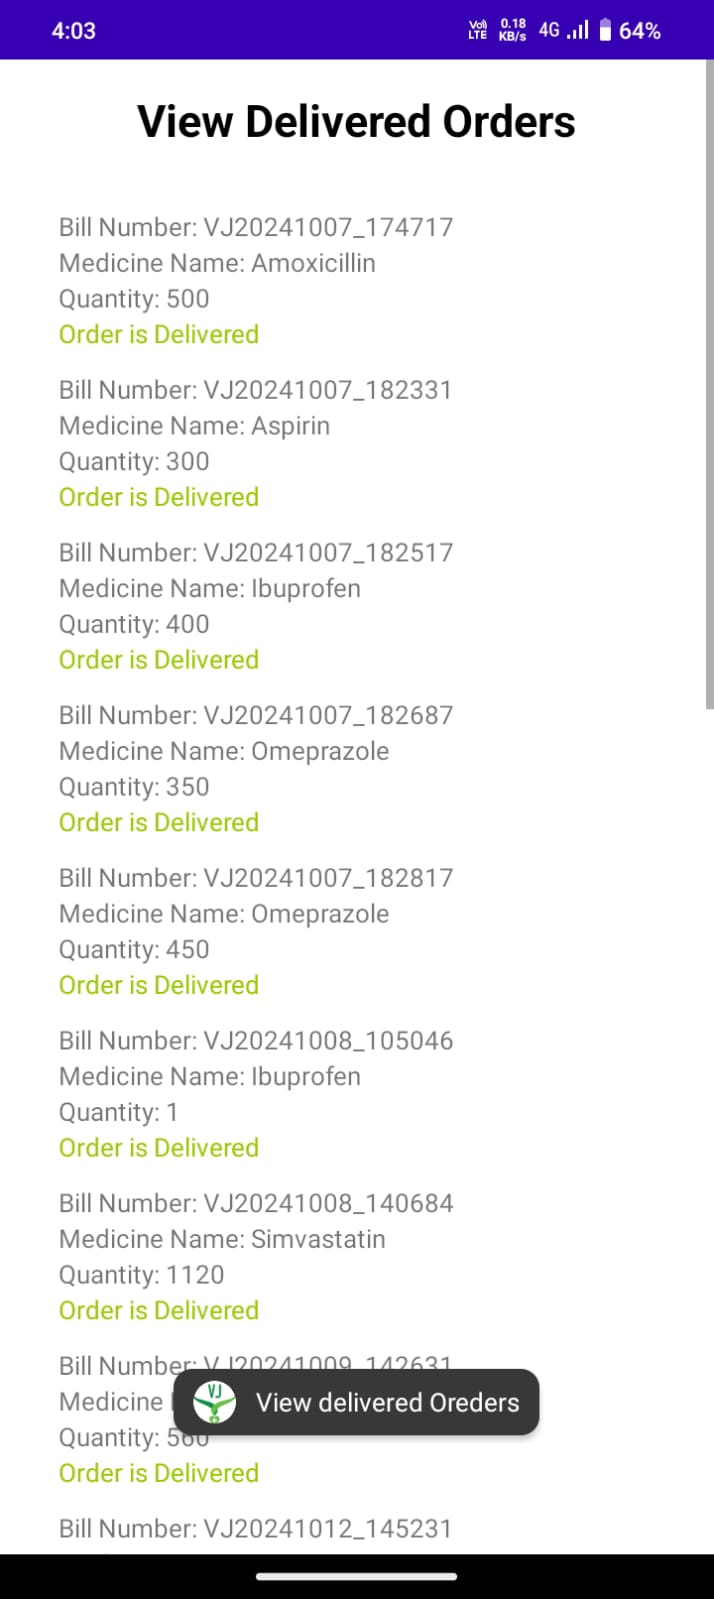 4:03
Vo) LTE 0.18 KB/s 4G 64%
View Delivered Orders
Bill Number: VJ20241007_174717
Medicine Name: Amoxicillin
Quantity: 500
Order is Delivered
Bill Number: VJ20241007_182331
Medicine Name: Aspirin
Quantity: 300
Order is Delivered
Bill Number: VJ20241007_182517
Medicine Name: Ibuprofen
Quantity: 400
Order is Delivered
Bill Number: VJ20241007_182687
Medicine Name: Omeprazole
Quantity: 350
Order is Delivered
Bill Number: VJ20241007_182817
Medicine Name: Omeprazole
Quantity: 450
Order is Delivered
Bill Number: VJ20241008_105046
Medicine Name: Ibuprofen
Quantity: 1
Order is Delivered
Bill Number: VJ20241008_140684
Medicine Name: Simvastatin
Quantity: 1120
Order is Delivered
Bill Number: VJ20241009_142631
Medicine
VJ
View delivered Oreders
Quantity: 560
Order is Delivered
Bill Number: VJ20241012_145231